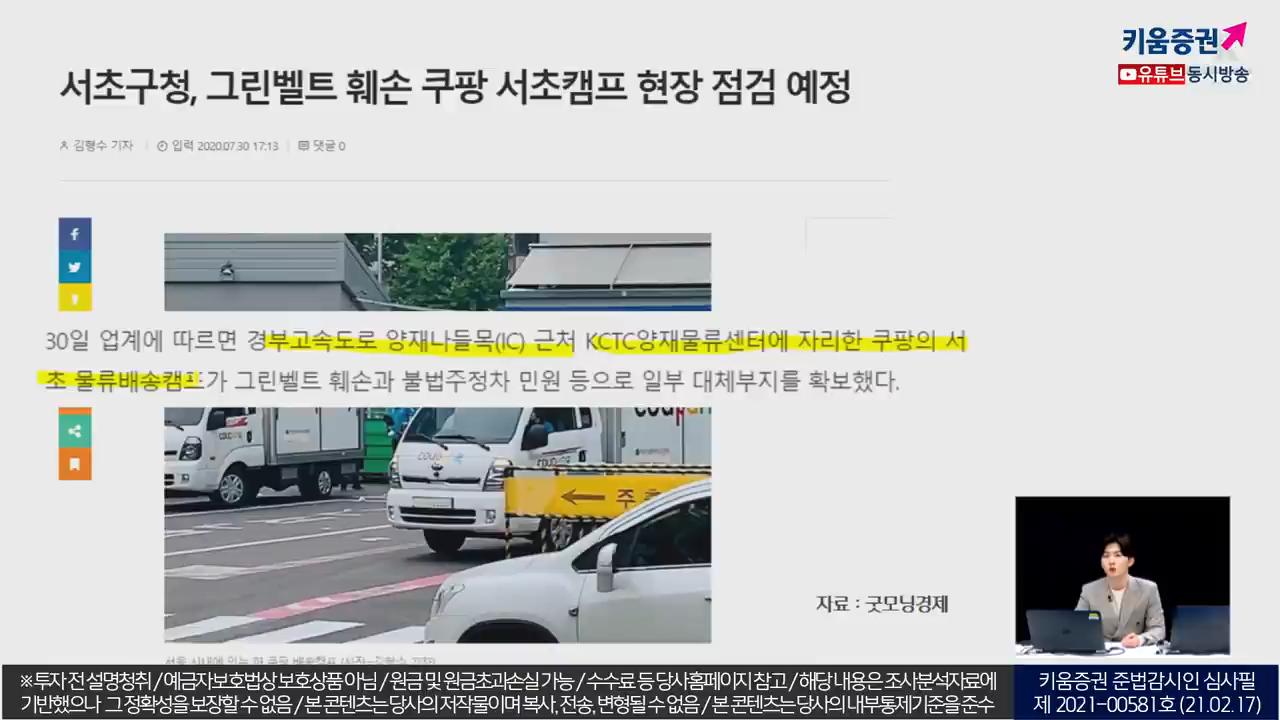 키움증권
유튜브동시방송
서초구청, 그린벨트 훼손 쿠팡 서초캠프 현장 점검 예정
김형수 기자 입력 2020.07.30 17:13 댓글 0
30일 업계에 따르면 경부고속도로 양재나들목(IC) 근처 KCTC양재물류센터에 자리한 쿠팡의 서
초 물류배송캠프가 그린벨트 훼손과 불법주정차 민원 등으로 일부 대체부지를 확보했다.
자료 : 굿모닝경제
※ 투자 전 설명청취 / 예금자보호법상 보호상품 아님 / 원금 및 원금초과손실 가능 / 수수료 등 당사홈페이지 참고 / 해당 내용은 조사분석자료에
기반했으나 그 정확성을 보장할 수 없음 / 본 콘텐츠는 당사의 저작물이며 복사, 전송, 변형될 수 없음 / 본 콘텐츠는 당사의 내부통제기준을 준수
키움증권 준법감시인 심사필
제 2021-00581호 (21.02.17)